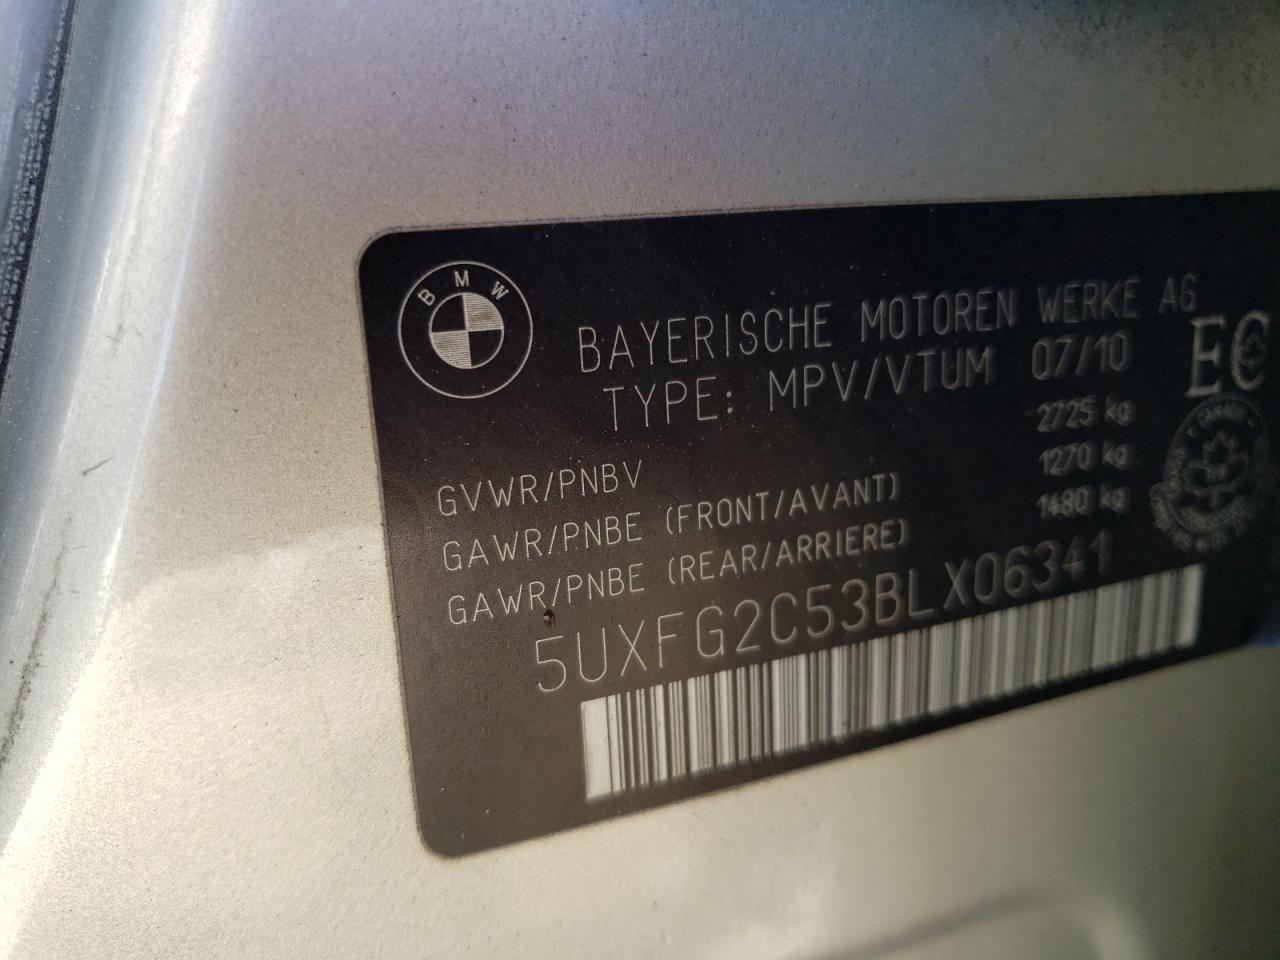 BMW
BAYERISCHE MOTOREN WERKE AG
TYPE: MPV/VTUM 07/10
EC
GVWR/PNBV 2725 kg
GAWR/PNBE (FRONT/AVANT) 1270 kg
GAWR/PNBE (REAR/ARRIERE) 1480 kg
5UXFG2C53BLX06341